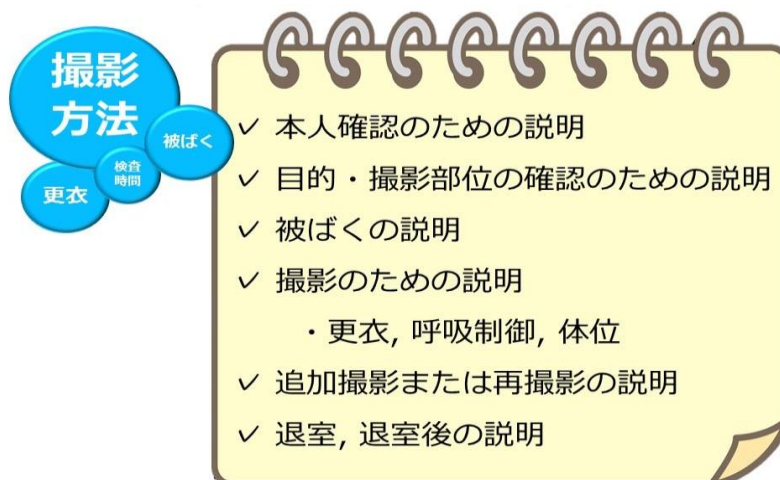 撮影
方法
被ばく
検査
時間
更衣
✓ 本人確認のための説明
✓ 目的・撮影部位の確認のための説明
✓ 被ばくの説明
✓ 撮影のための説明
・更衣, 呼吸制御, 体位
✓ 追加撮影または再撮影の説明
✓ 退室, 退室後の説明